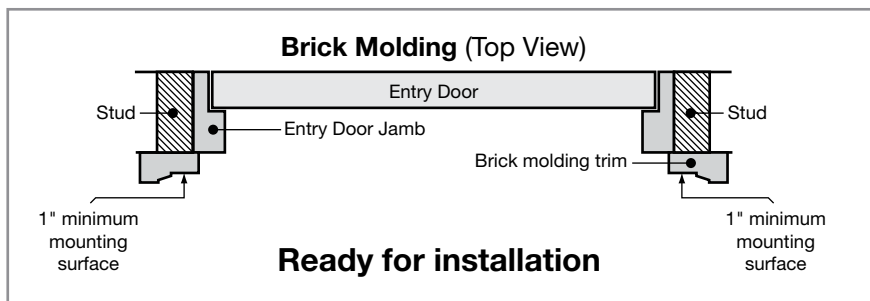 Brick Molding (Top View)
Entry Door
Stud
Stud
Entry Door Jamb
Brick molding trim
1" minimum
mounting
surface
1" minimum
mounting
surface
Ready for installation